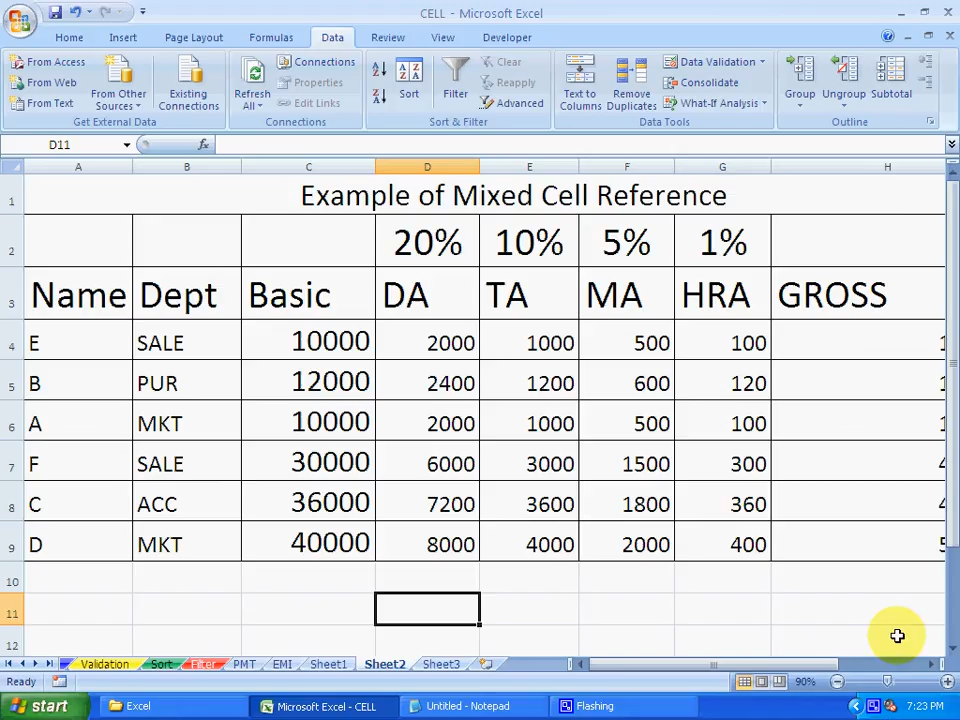 CELL - Microsoft Excel
Home Insert Page Layout Formulas Data Review View Developer
From Access
From Web
From Text
From Other Sources
Existing Connections
Get External Data
Refresh All
Connections
Properties
Edit Links
Connections
Sort
Filter
Clear
Reapply
Advanced
Sort & Filter
Text to Columns
Remove Duplicates
Data Validation
Consolidate
What-If Analysis
Data Tools
Group
Ungroup
Subtotal
Outline
D11 fx
A B C D E F G H
1 Example of Mixed Cell Reference
2 20% 10% 5% 1%
3 Name Dept Basic DA TA MA HRA GROSS
4 E SALE 10000 2000 1000 500 100
5 B PUR 12000 2400 1200 600 120
6 A MKT 10000 2000 1000 500 100
7 F SALE 30000 6000 3000 1500 300
8 C ACC 36000 7200 3600 1800 360
9 D MKT 40000 8000 4000 2000 400
10
11
12
Validation Sort Filter PMT EMI Sheet1 Sheet2 Sheet3
Ready 90%
start Excel Microsoft Excel - CELL Untitled - Notepad Flashing 7:23 PM